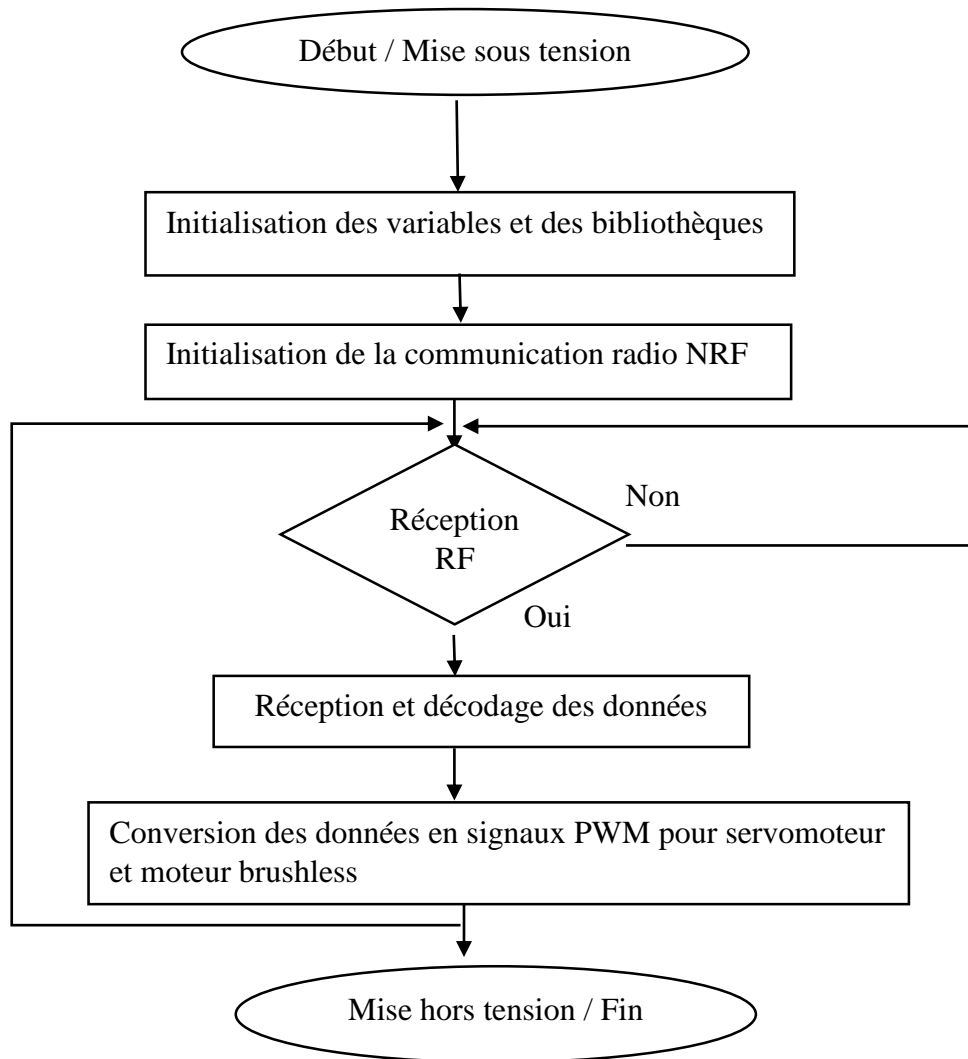 Début / Mise sous tension
Initialisation des variables et des bibliothèques
Initialisation de la communication radio NRF
Non
Réception
RF
Oui
Réception et décodage des données
Conversion des données en signaux PWM pour servomoteur
et moteur brushless
Mise hors tension / Fin